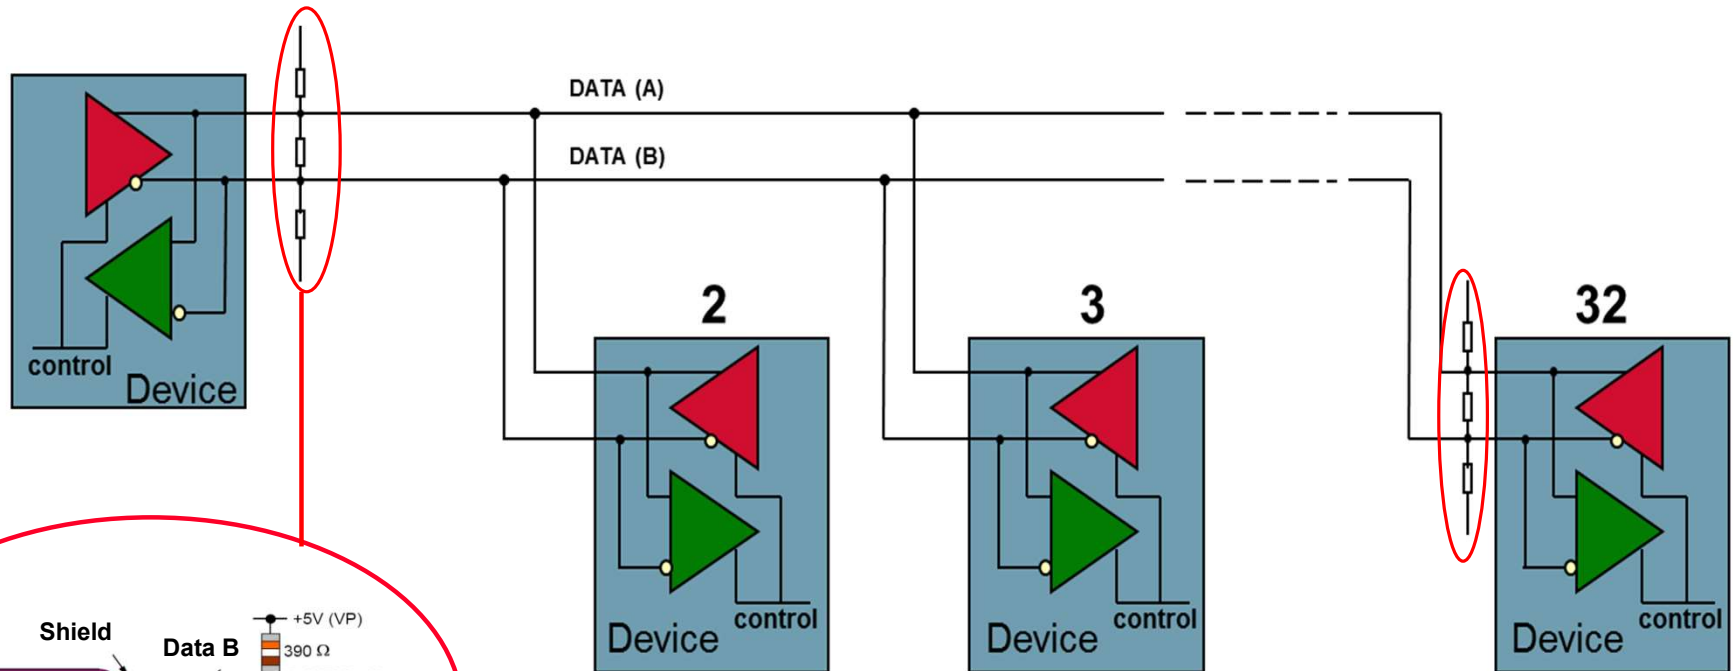 DATA (A)
DATA (B)
control
Device
2
3
32
control
Device
control
Device
control
Device
Shield
Data B
+5V (VP)
390 Ω